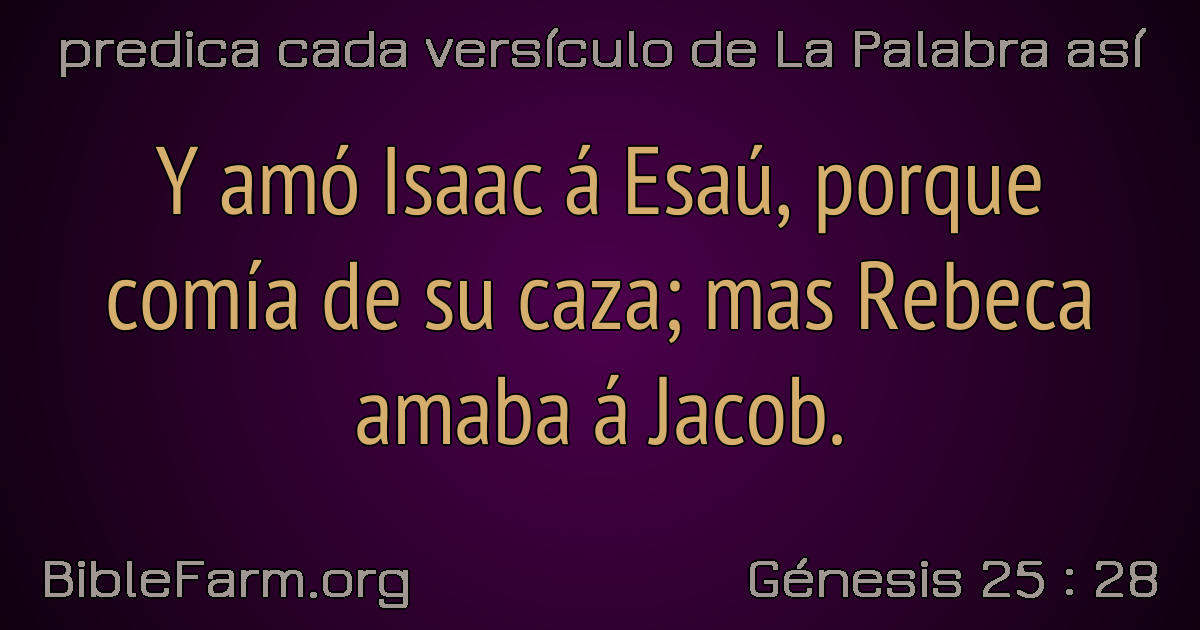 predica cada versículo de La Palabra así
Y amó Isaac á Esaú, porque
comía de su caza; mas Rebeca
amaba á Jacob.
BibleFarm.org
Génesis 25 : 28